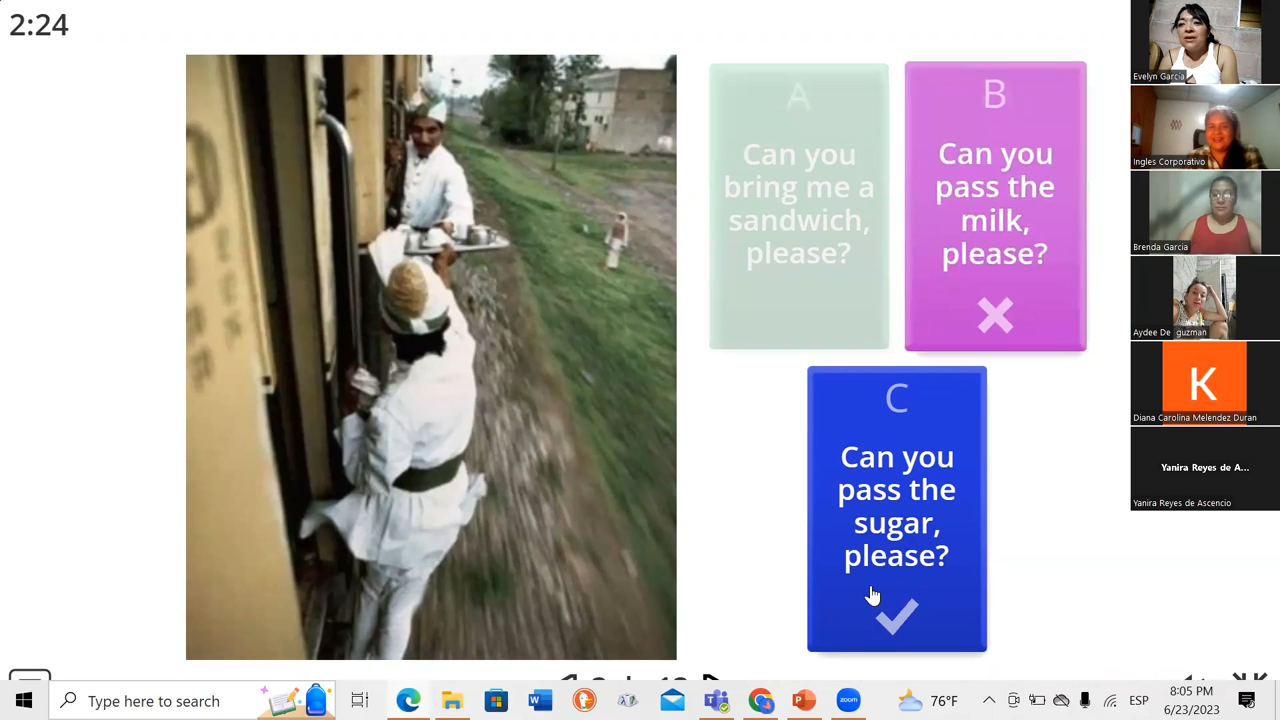 2:24
A
Can you
bring me a
sandwich,
please?
B
Can you
pass the
milk,
please?
C
Can you
pass the
sugar,
please?
Evelyn Garcia
Ingles Corporativo
Brenda Garcia
Aydee De guzman
K
Diana Carolina Melendez Duran
Yanira Reyes de A...
Yanira Reyes de Ascencio
Type here to search
zoom
76°F
ESP
8:05 PM
6/23/2023